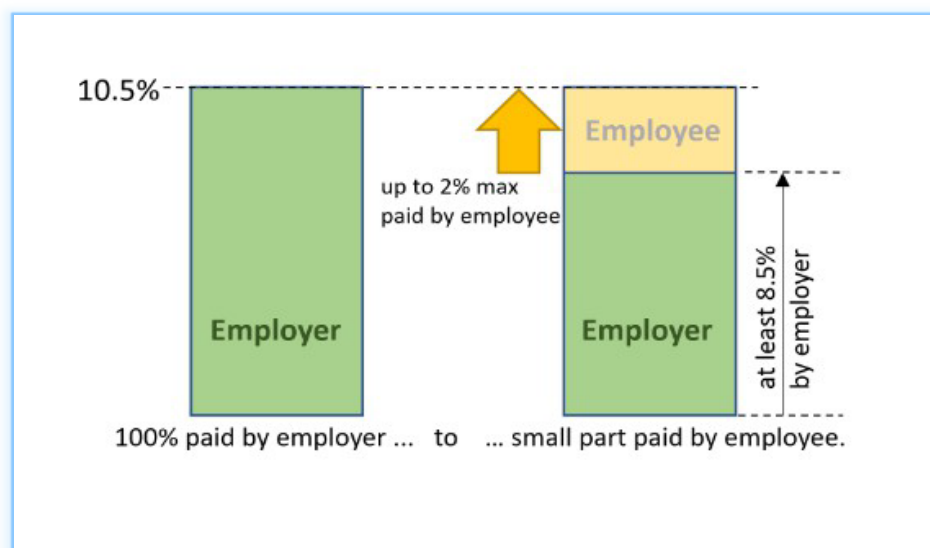 10.5%
Employee
up to 2% max
paid by employee
at least 8.5%
by employer
Employer
Employer
100% paid by employer ... to ... small part paid by employee.